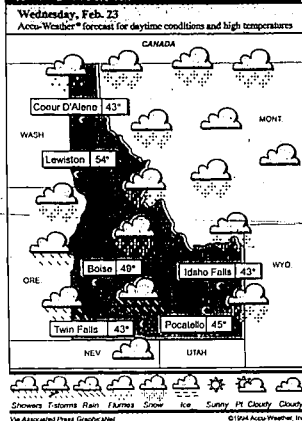 Wednesday, Feb. 23
Accu-Weather® forecast for daytime conditions and high temperatures
CANADA
Coeur D'Alene 43°
WASH
MONT.
Lewiston 54°
ORE.
Boise 49°
Idaho Falls 43°
WYO.
Twin Falls 43°
Pocatello 45°
NEV
UTAH
Showers T-storms Rain Flurries Snow Ice Sunny Pt Cloudy Cloudy
Via Associated Press GraphicsNet
©1994 Accu-Weather, Inc.